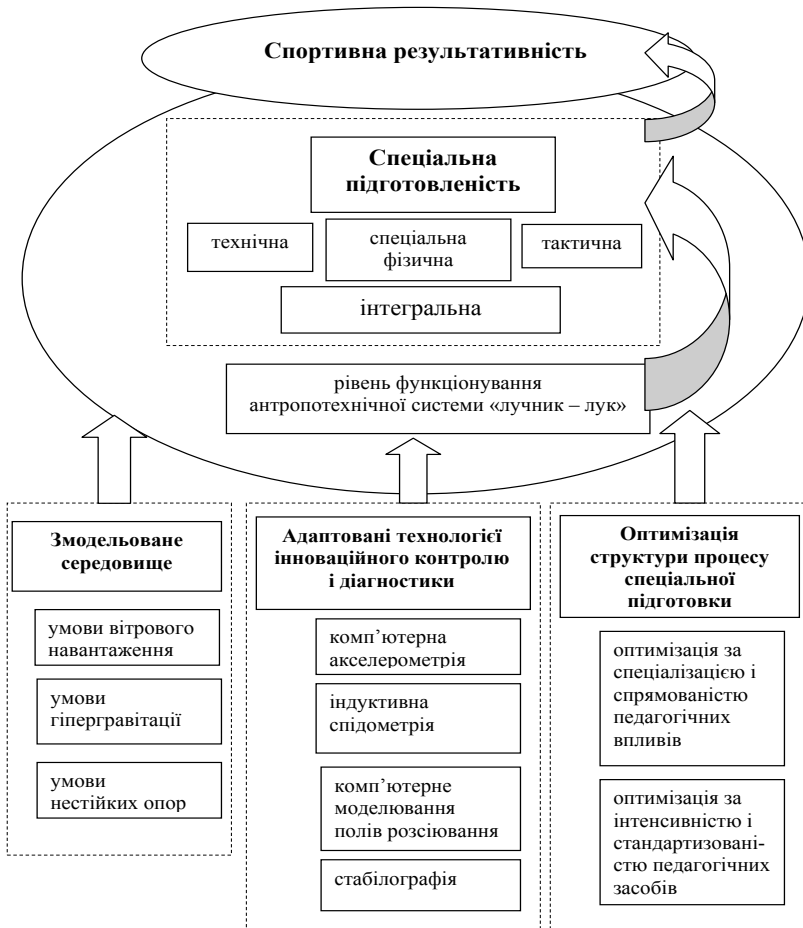 Спортивна результативність
Спеціальна
підготовленість
технічна
спеціальна
фізична
тактична
інтегральна
рівень функціонування
антропотехнічної системи «лучник – лук»
Змодельоване
середовище
умови вітрового
навантаження
умови
гіпергравітації
умови
нестійких опор
Адаптовані технологієї
інноваційного контролю
і діагностики
комп’ютерна
акселерометрія
індуктивна
спідометрія
комп’ютерне
моделювання
полів розсіювання
стабілографія
Оптимізація
структури процесу
спеціальної
підготовки
оптимізація за
спеціалізацією і
спрямованістю
педагогічних
впливів
оптимізація за
інтенсивністю і
стандартизовані-
стю педагогічних
засобів